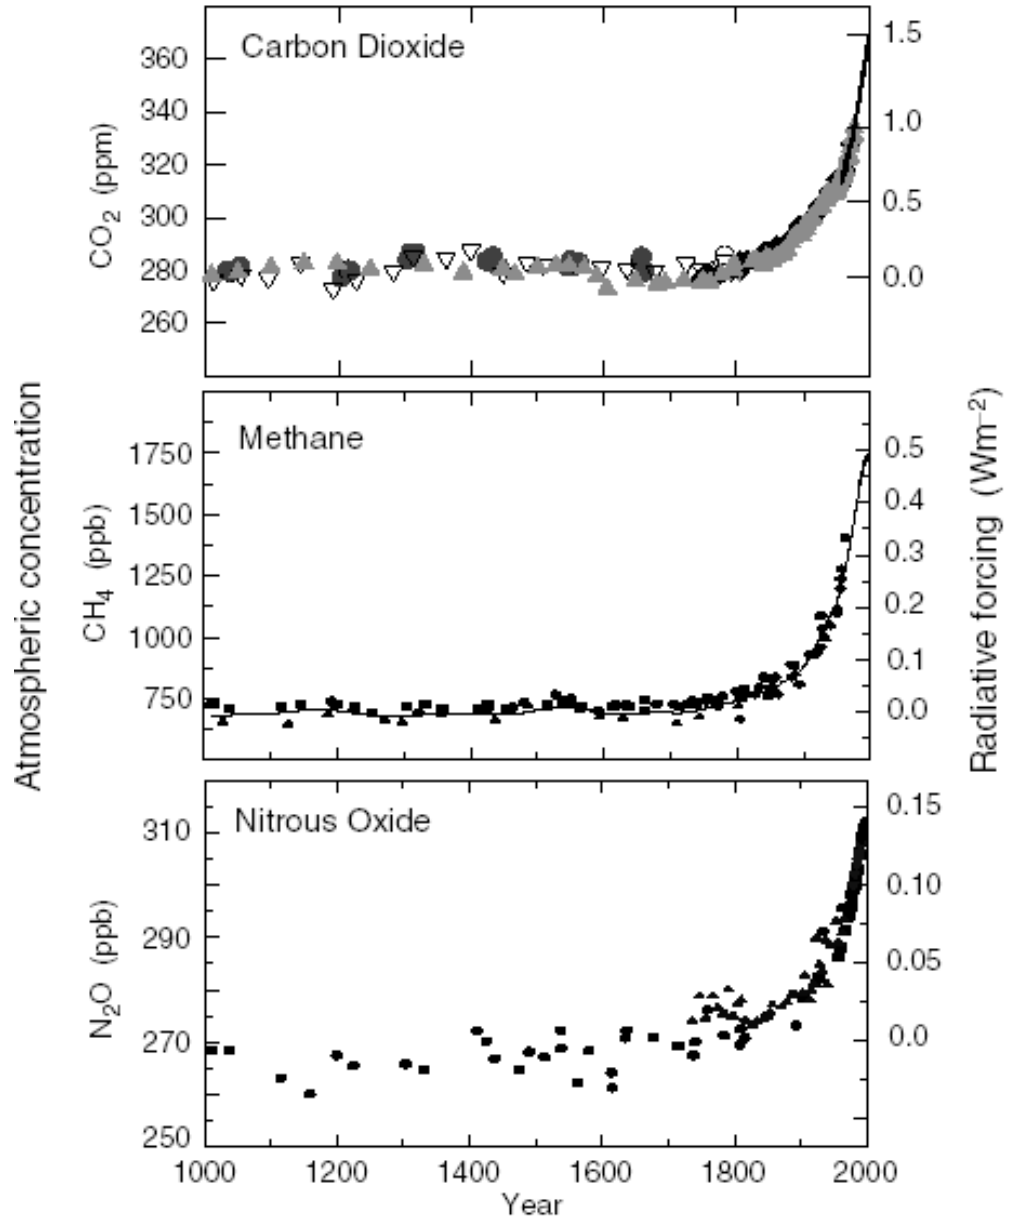 Carbon Dioxide
360
340
320
300
280
260
CO₂ (ppm)
1.5
1.0
0.5
0.0
Methane
1750
1500
1250
1000
750
CH₄ (ppb)
0.5
0.4
0.3
0.2
0.1
0.0
Nitrous Oxide
310
290
270
250
N₂O (ppb)
0.15
0.10
0.05
0.0
Atmospheric concentration
Radiative forcing (Wm⁻²)
1000 1200 1400 1600 1800 2000
Year